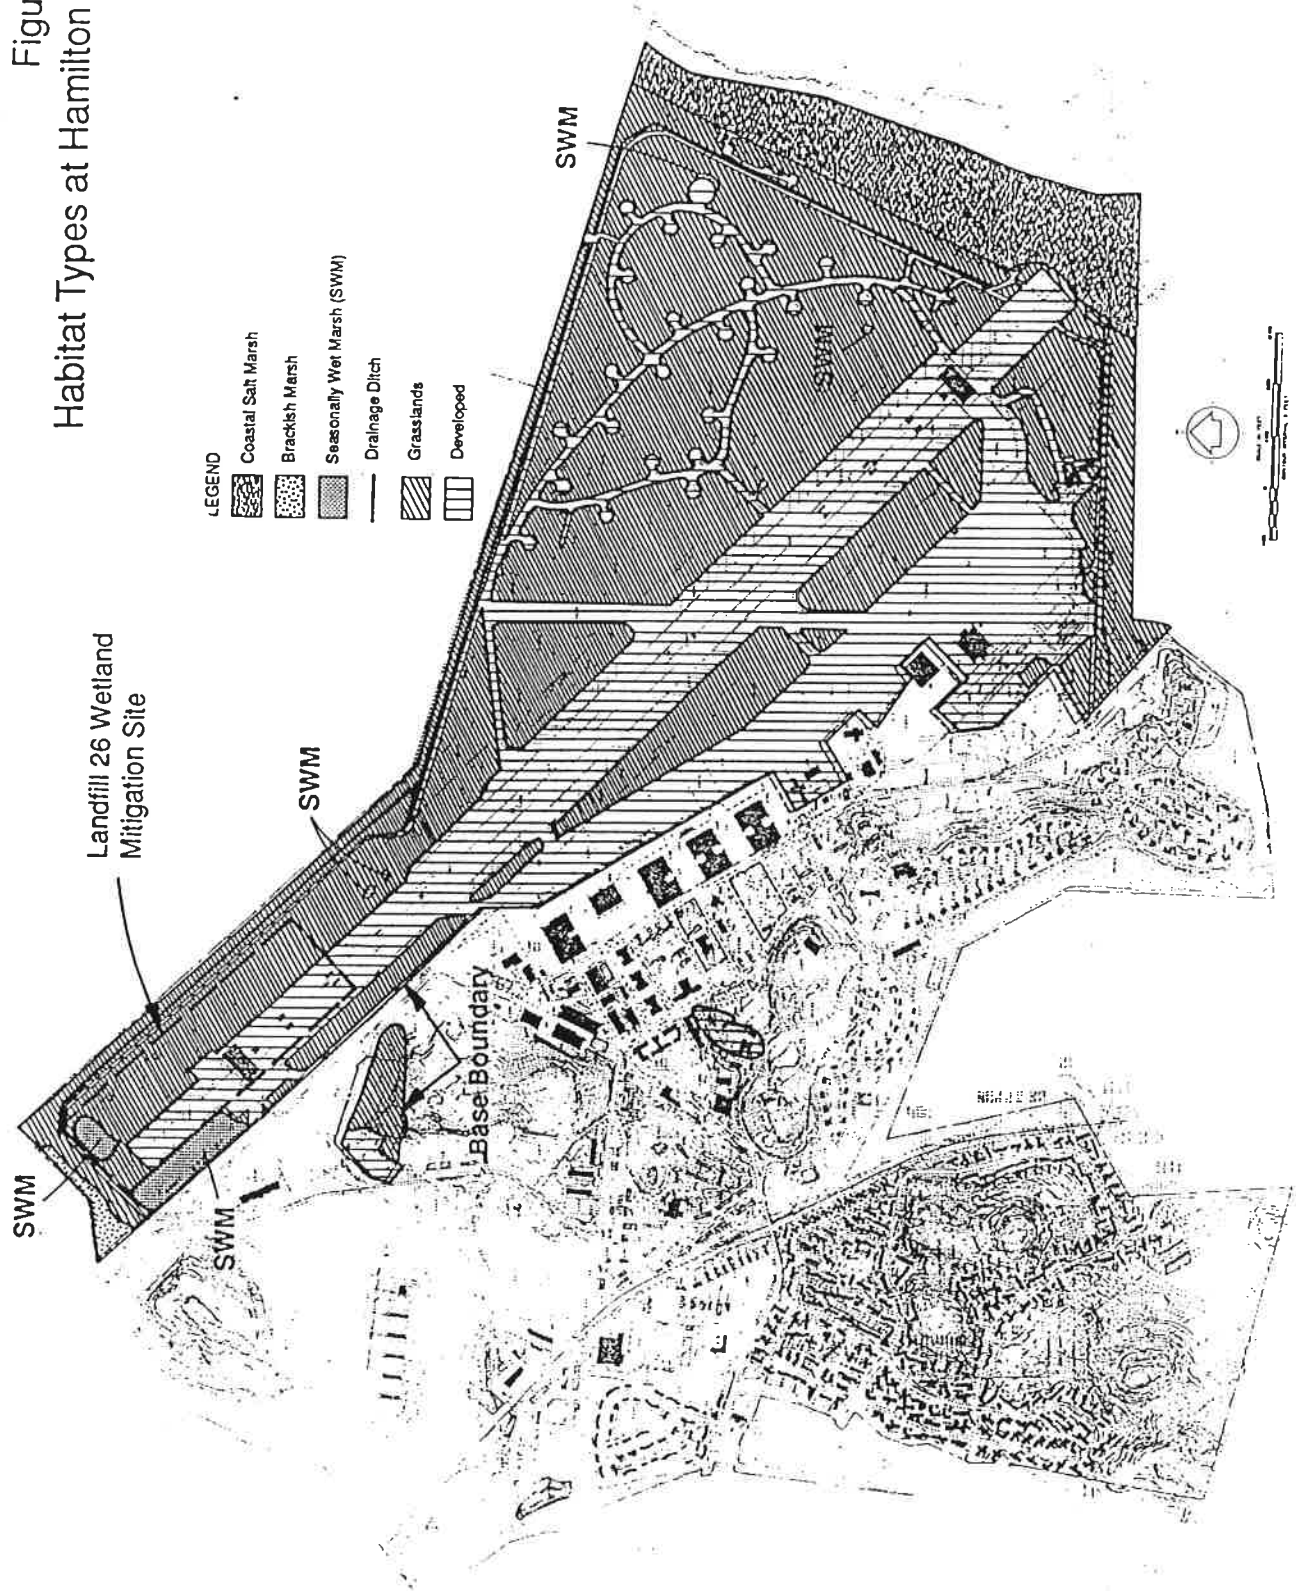 Figu
Habitat Types at Hamilton
LEGEND
Coastal Salt Marsh
Brackish Marsh
Seasonally Wet Marsh (SWM)
Drainage Ditch
Grasslands
Developed
Landfill 26 Wetland
Mitigation Site
SWM
SWM
SWM
SWM
SWM
Base Boundary